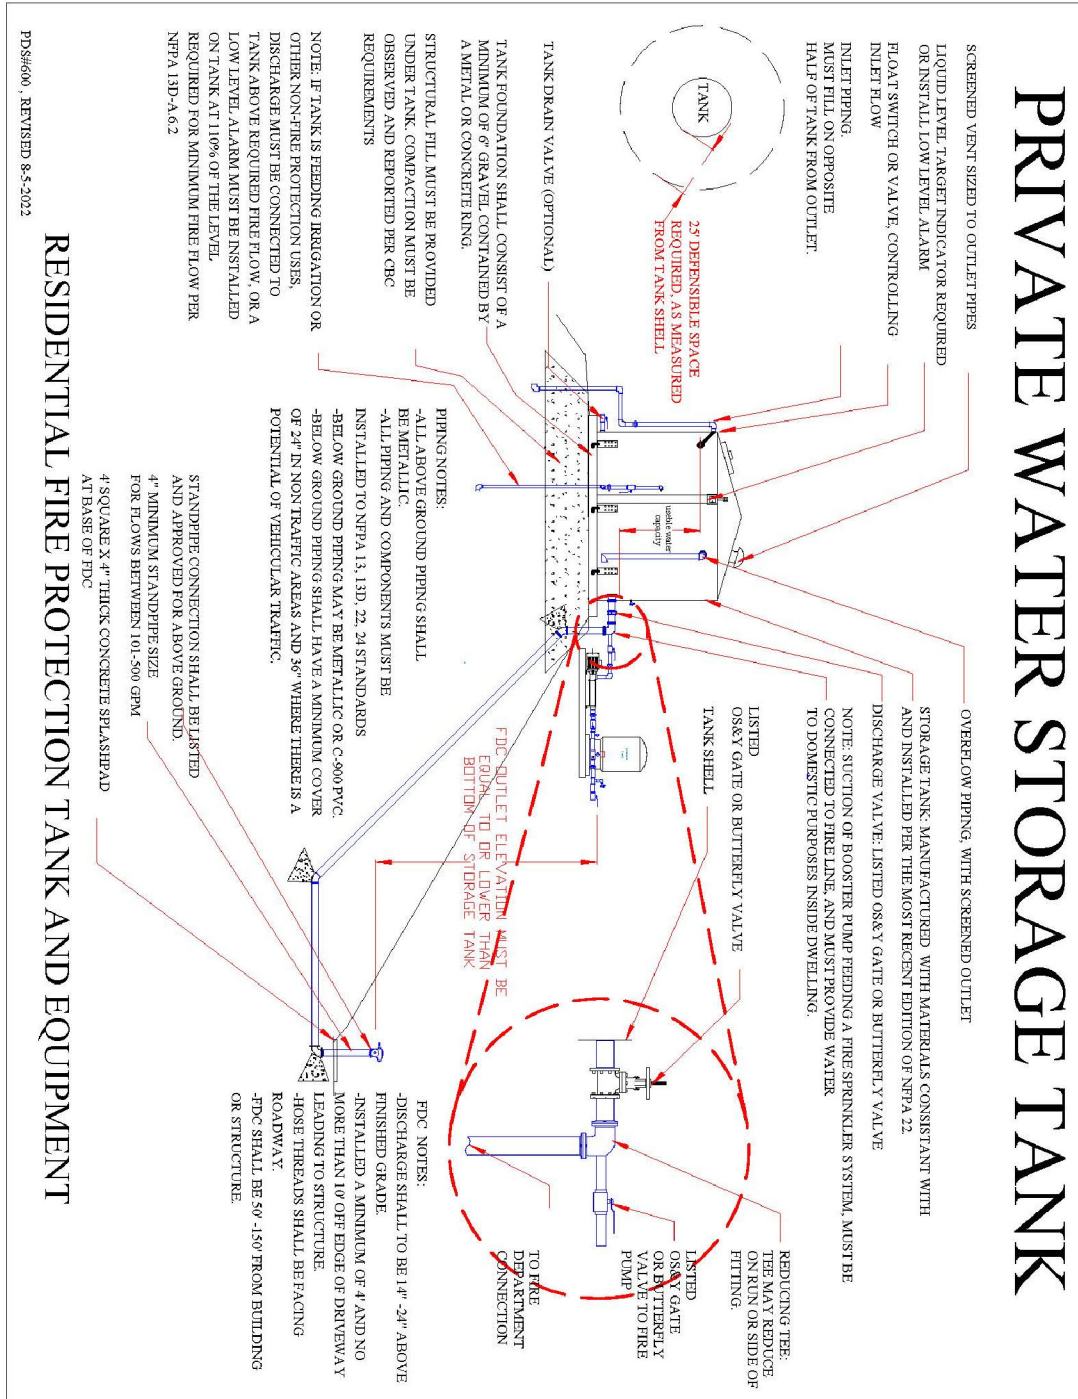 PRIVATE WATER STORAGE TANK
SCREENED VENT SIZED TO OUTLET PIPES
LIQUID LEVEL TARGET INDICATOR REQUIRED
OR INSTALL LOW LEVEL ALARM
FLOAT SWITCH OR VALVE, CONTROLLING
INLET FLOW
INLET PIPING.
MUST FILL ON OPPOSITE
HALF OF TANK FROM OUTLET.
TANK
25' DEFENSIBLE SPACE
REQUIRED, AS MEASURED
FROM TANK SHELL
TANK DRAIN VALVE (OPTIONAL)
TANK FOUNDATION SHALL CONSIST OF A
MINIMUM OF 6" GRAVEL CONTAINED BY
A METAL OR CONCRETE RING.
STRUCTURAL FILL MUST BE PROVIDED
UNDER TANK. COMPACTION MUST BE
OBSERVED AND REPORTED PER CBC
REQUIREMENTS
NOTE: IF TANK IS FEEDING IRRIGATION OR
OTHER NON-FIRE PROTECTION USES,
DISCHARGE MUST BE CONNECTED TO
TANK ABOVE REQUIRED FIRE FLOW, OR A
LOW LEVEL ALARM MUST BE INSTALLED
ON TANK AT 110% OF THE LEVEL
REQUIRED FOR MINIMUM FIRE FLOW PER
NFPA 13D-A.6.2
useble water
capacity
OVERFLOW PIPING, WITH SCREENED OUTLET
STORAGE TANK: MANUFACTURED WITH MATERIALS CONSISTANT WITH
AND INSTALLED PER THE MOST RECENT EDITION OF NFPA 22.
DISCHARGE VALVE: LISTED OS&Y GATE OR BUTTERFLY VALVE
NOTE: SUCTION OF BOOSTER PUMP FEEDING A FIRE SPRINKLER SYSTEM, MUST BE
CONNECTED TO FIRE LINE, AND MUST PROVIDE WATER
TO DOMESTIC PURPOSES INSIDE DWELLING.
LISTED
OS&Y GATE OR BUTTERFLY VALVE
TANK SHELL
REDUCING TEE:
TEE MAY REDUCE
ON RUN OR SIDE OF
FITTING.
LISTED
OS&Y GATE
OR BUTTERFLY
VALVE TO FIRE
PUMP
TO FIRE
DEPARTMENT
CONNECTION
FDC OUTLET ELEVATION MUST BE
EQUAL TO OR LOWER THAN
BOTTOM OF STORAGE TANK
PIPING NOTES:
-ALL ABOVE GROUND PIPING SHALL
BE METALLIC.
-ALL PIPING AND COMPONENTS MUST BE
INSTALLED TO NFPA 13, 13D, 22, 24 STANDARDS
-BELOW GROUND PIPING MAY BE METALLIC OR C-900 PVC.
-BELOW GROUND PIPING SHALL HAVE A MINIMUM COVER
OF 24" IN NON TRAFFIC AREAS AND 36" WHERE THERE IS A
POTENTIAL OF VEHICULAR TRAFFIC.
STANDPIPE CONNECTION SHALL BE LISTED
AND APPROVED FOR ABOVE GROUND.
4" MINIMUM STANDPIPE SIZE
FOR FLOWS BETWEEN 101-500 GPM
4' SQUARE X 4" THICK CONCRETE SPLASHPAD
AT BASE OF FDC
FDC NOTES:
-DISCHARGE SHALL TO BE 14" -24" ABOVE
FINISHED GRADE.
-INSTALLED A MINIMUM OF 4' AND NO
MORE THAN 10' OFF EDGE OF DRIVEWAY
LEADING TO STRUCTURE.
-HOSE THREADS SHALL BE FACING
ROADWAY.
-FDC SHALL BE 50' -150' FROM BUILDING
OR STRUCTURE.
RESIDENTIAL FIRE PROTECTION TANK AND EQUIPMENT
PDS#600 , REVISED 8-5-2022